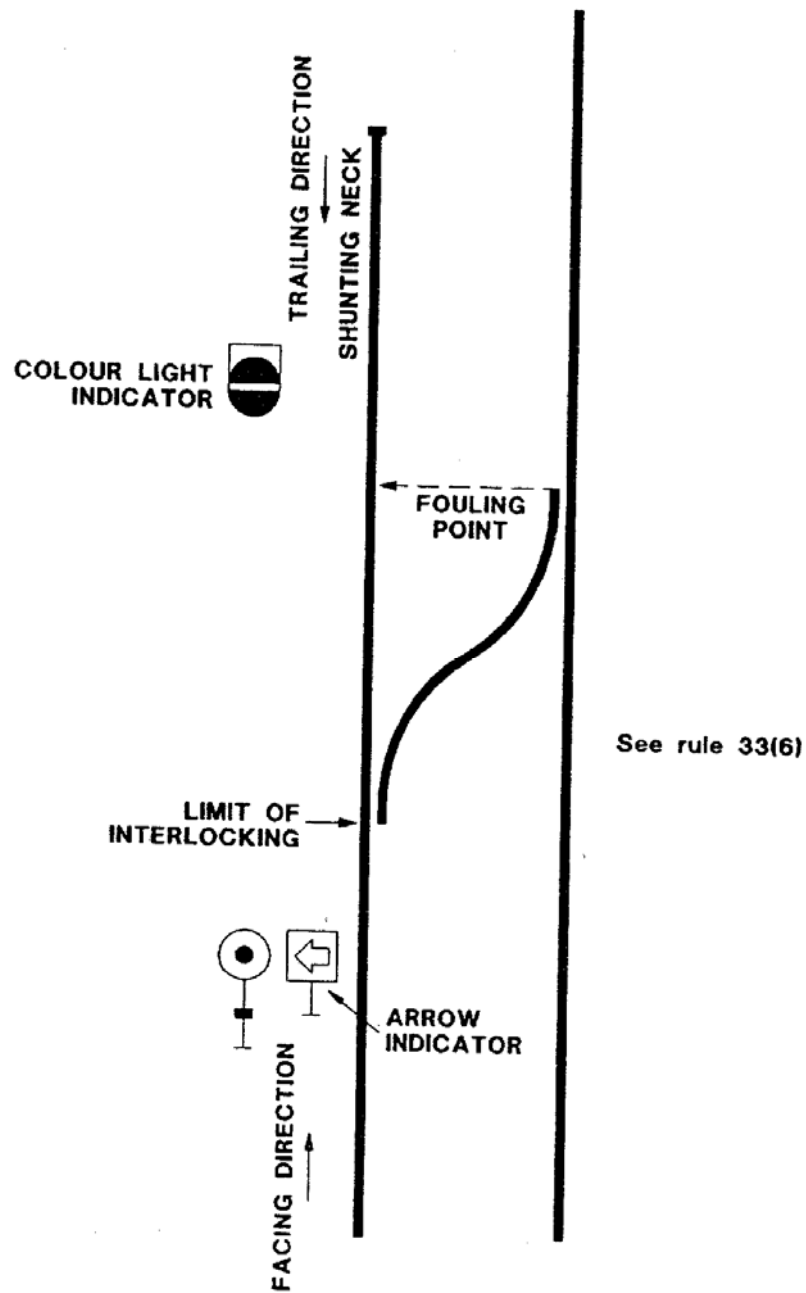 TRAILING DIRECTION
SHUNTING NECK
COLOUR LIGHT
INDICATOR
FOULING
POINT
See rule 33(6)
LIMIT OF
INTERLOCKING
ARROW
INDICATOR
FACING DIRECTION